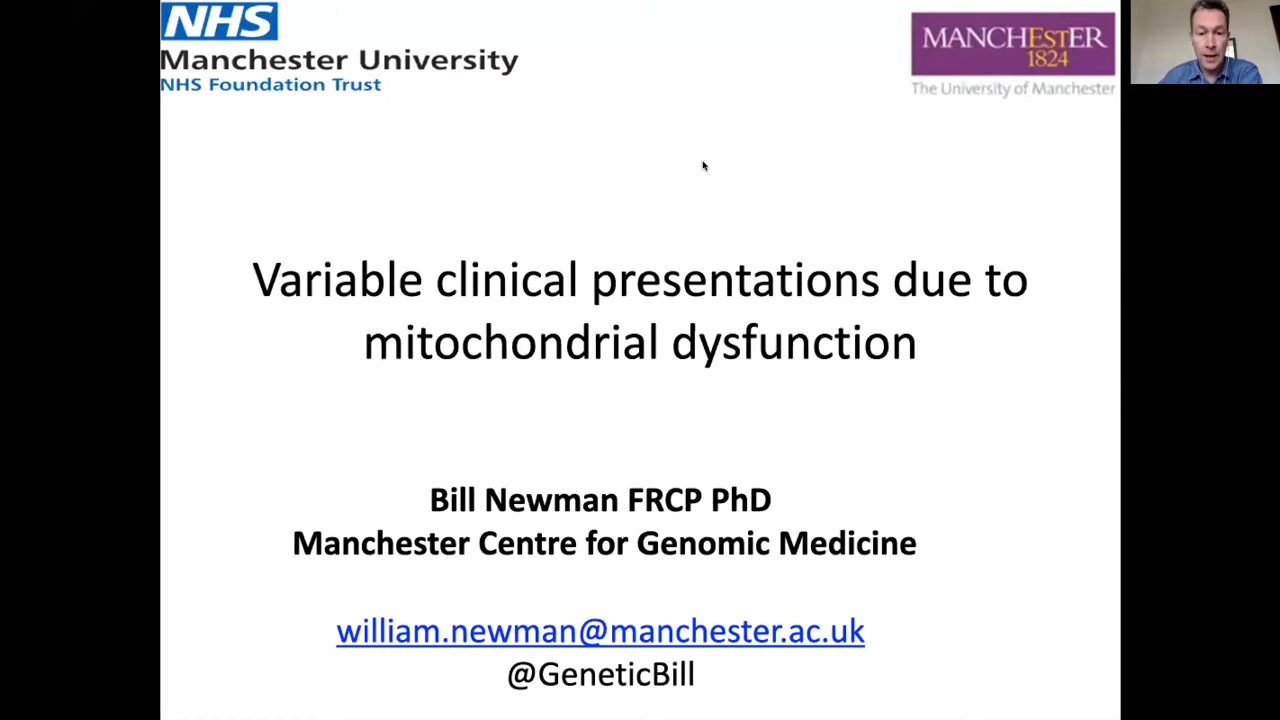 NHS
Manchester University
NHS Foundation Trust
MANCHESTER
1824
The University of Manchester
Variable clinical presentations due to
mitochondrial dysfunction
Bill Newman FRCP PhD
Manchester Centre for Genomic Medicine
william.newman@manchester.ac.uk
@GeneticBill